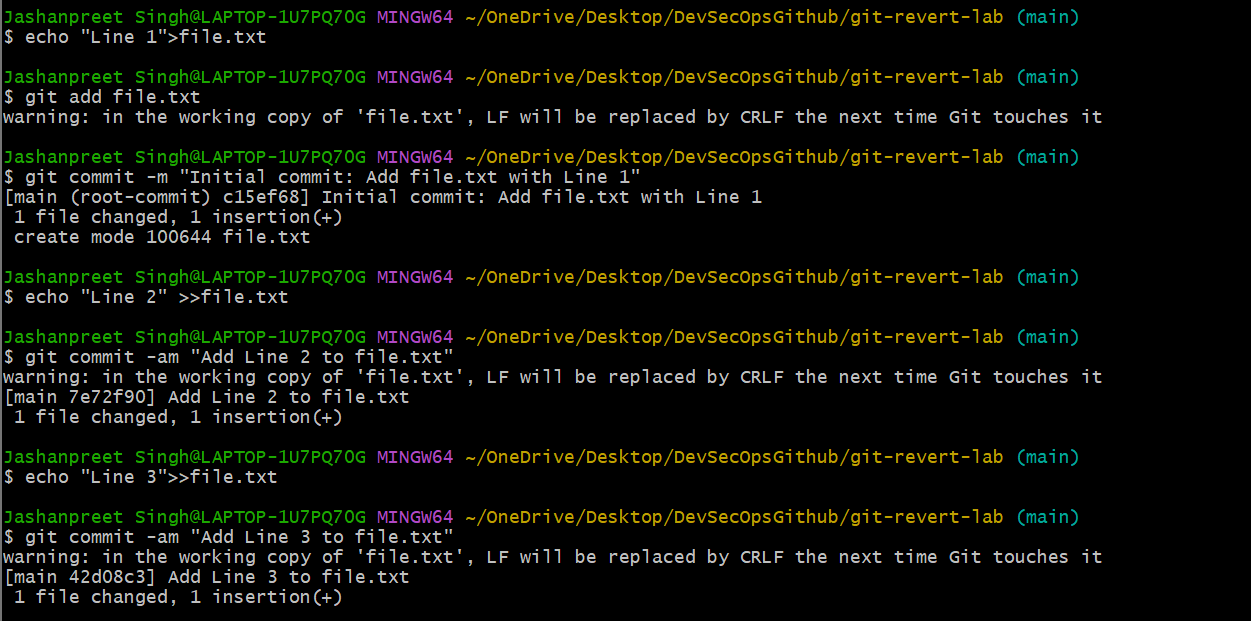 Jashanpreet Singh@LAPTOP-1U7PQ7OG MINGW64 ~/OneDrive/Desktop/DevSecOpsGithub/git-revert-lab (main)
$ echo "Line 1">file.txt
Jashanpreet Singh@LAPTOP-1U7PQ7OG MINGW64 ~/OneDrive/Desktop/DevSecOpsGithub/git-revert-lab (main)
$ git add file.txt
warning: in the working copy of 'file.txt', LF will be replaced by CRLF the next time Git touches it
Jashanpreet Singh@LAPTOP-1U7PQ7OG MINGW64 ~/OneDrive/Desktop/DevSecOpsGithub/git-revert-lab (main)
$ git commit -m "Initial commit: Add file.txt with Line 1"
[main (root-commit) c15ef68] Initial commit: Add file.txt with Line 1
1 file changed, 1 insertion(+)
create mode 100644 file.txt
Jashanpreet Singh@LAPTOP-1U7PQ7OG MINGW64 ~/OneDrive/Desktop/DevSecOpsGithub/git-revert-lab (main)
$ echo "Line 2" >>file.txt
Jashanpreet Singh@LAPTOP-1U7PQ7OG MINGW64 ~/OneDrive/Desktop/DevSecOpsGithub/git-revert-lab (main)
$ git commit -am "Add Line 2 to file.txt"
warning: in the working copy of 'file.txt', LF will be replaced by CRLF the next time Git touches it
[main 7e72f90] Add Line 2 to file.txt
1 file changed, 1 insertion(+)
Jashanpreet Singh@LAPTOP-1U7PQ7OG MINGW64 ~/OneDrive/Desktop/DevSecOpsGithub/git-revert-lab (main)
$ echo "Line 3">>file.txt
Jashanpreet Singh@LAPTOP-1U7PQ7OG MINGW64 ~/OneDrive/Desktop/DevSecOpsGithub/git-revert-lab (main)
$ git commit -am "Add Line 3 to file.txt"
warning: in the working copy of 'file.txt', LF will be replaced by CRLF the next time Git touches it
[main 42d08c3] Add Line 3 to file.txt
1 file changed, 1 insertion(+)